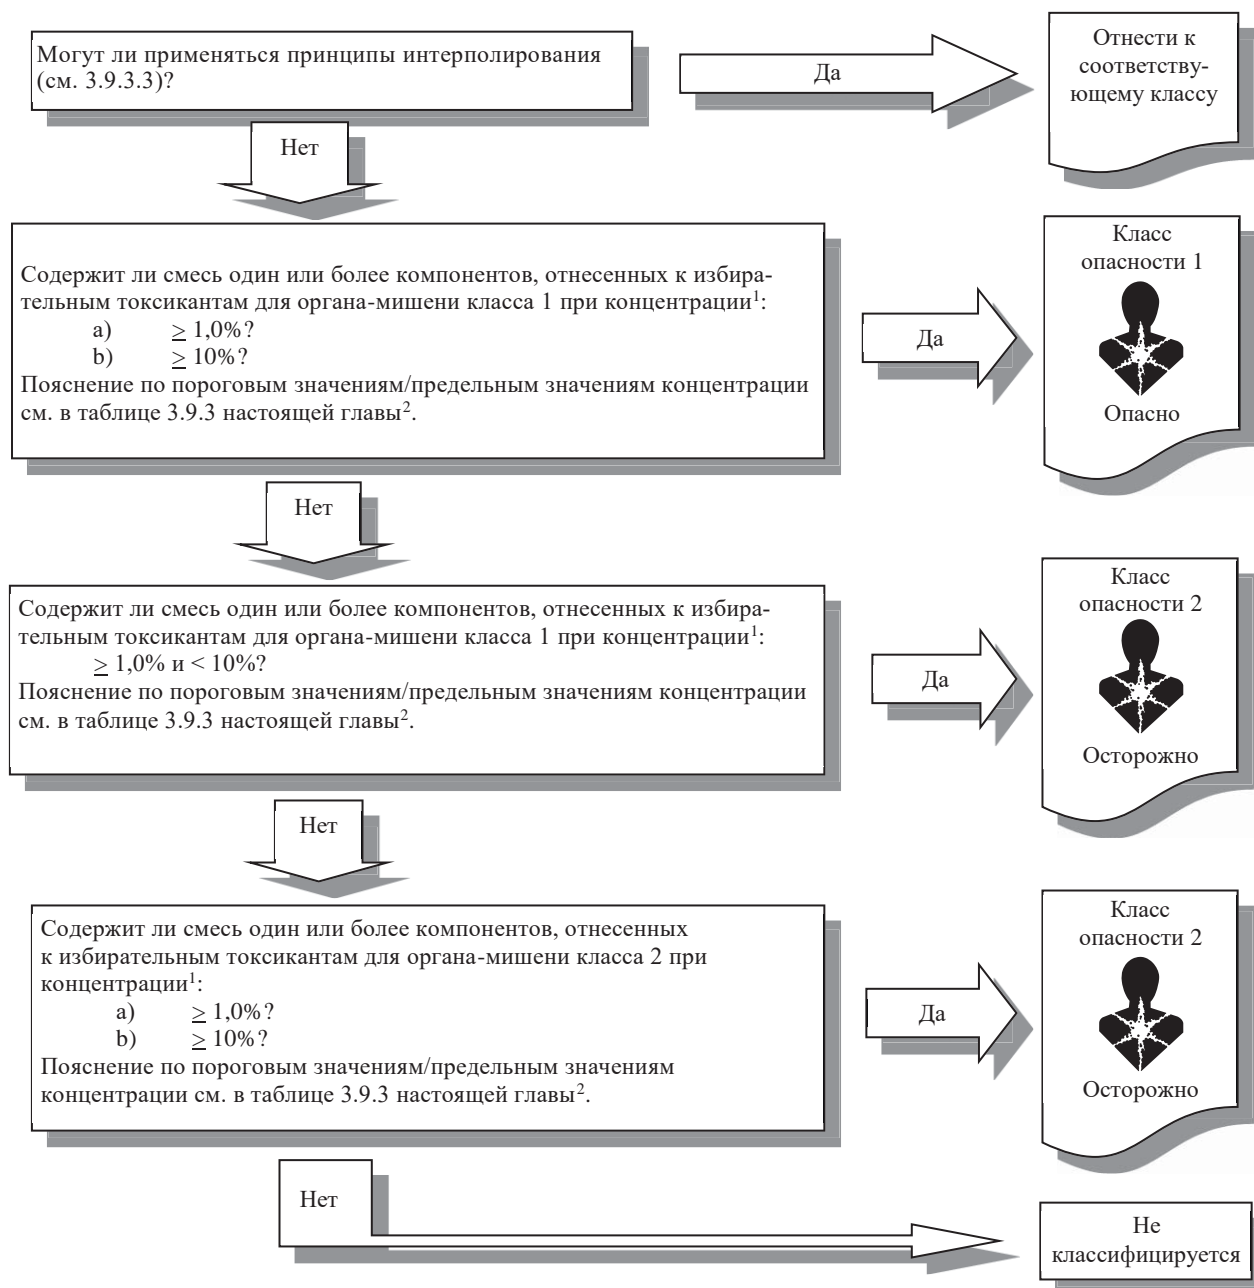 Могут ли применяться принципы интерполирования
(см. 3.9.3.3)?
Да
Отнести к
соответству-
ющему классу
Нет
Содержит ли смесь один или более компонентов, отнесенных к избира-
тельным токсикантам для органа-мишени класса 1 при концентрации¹:
a) ≥ 1,0%?
b) ≥ 10%?
Пояснение по пороговым значениям/предельным значениям концентрации
см. в таблице 3.9.3 настоящей главы².
Да
Класс
опасности 1
Опасно
Нет
Содержит ли смесь один или более компонентов, отнесенных к избира-
тельным токсикантам для органа-мишени класса 1 при концентрации¹:
≥ 1,0% и < 10%?
Пояснение по пороговым значениям/предельным значениям концентрации
см. в таблице 3.9.3 настоящей главы².
Да
Класс
опасности 2
Осторожно
Нет
Содержит ли смесь один или более компонентов, отнесенных
к избирательным токсикантам для органа-мишени класса 2 при
концентрации¹:
a) ≥ 1,0%?
b) ≥ 10%?
Пояснение по пороговым значениям/предельным значениям
концентрации см. в таблице 3.9.3 настоящей главы².
Да
Класс
опасности 2
Осторожно
Нет
Не
классифицируется